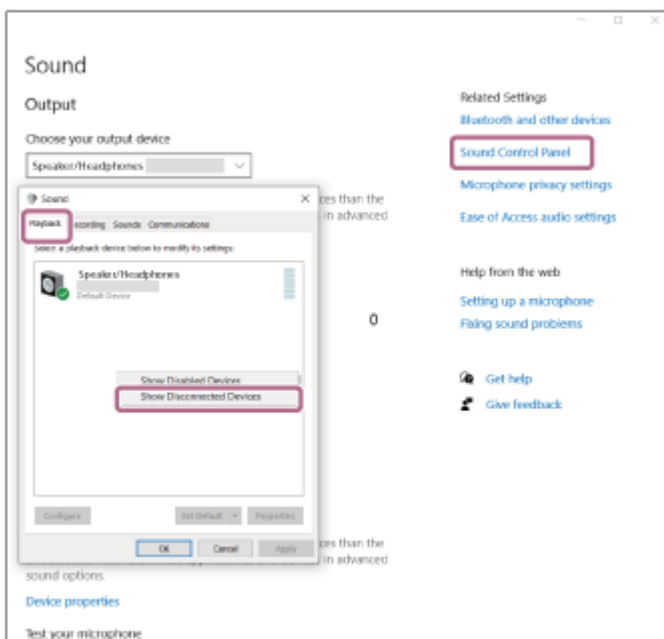 Sound
Output
Choose your output device
Speaker/Headphones
Related Settings
Bluetooth and other devices
Sound Control Panel
Microphone privacy settings
Ease of Access audio settings
Help from the web
Setting up a microphone
Fixing sound problems
Get help
Give feedback
Sound
Playback Recording Sounds Communications
Select a playback device below to modify its settings:
Speaker/Headphones
Default Device
Show Disabled Devices
Show Disconnected Devices
Configure Set Default Properties
OK Cancel Apply
ces than the
in advanced
0
ces than the
in advanced
sound options.
Device properties
Test your microphone